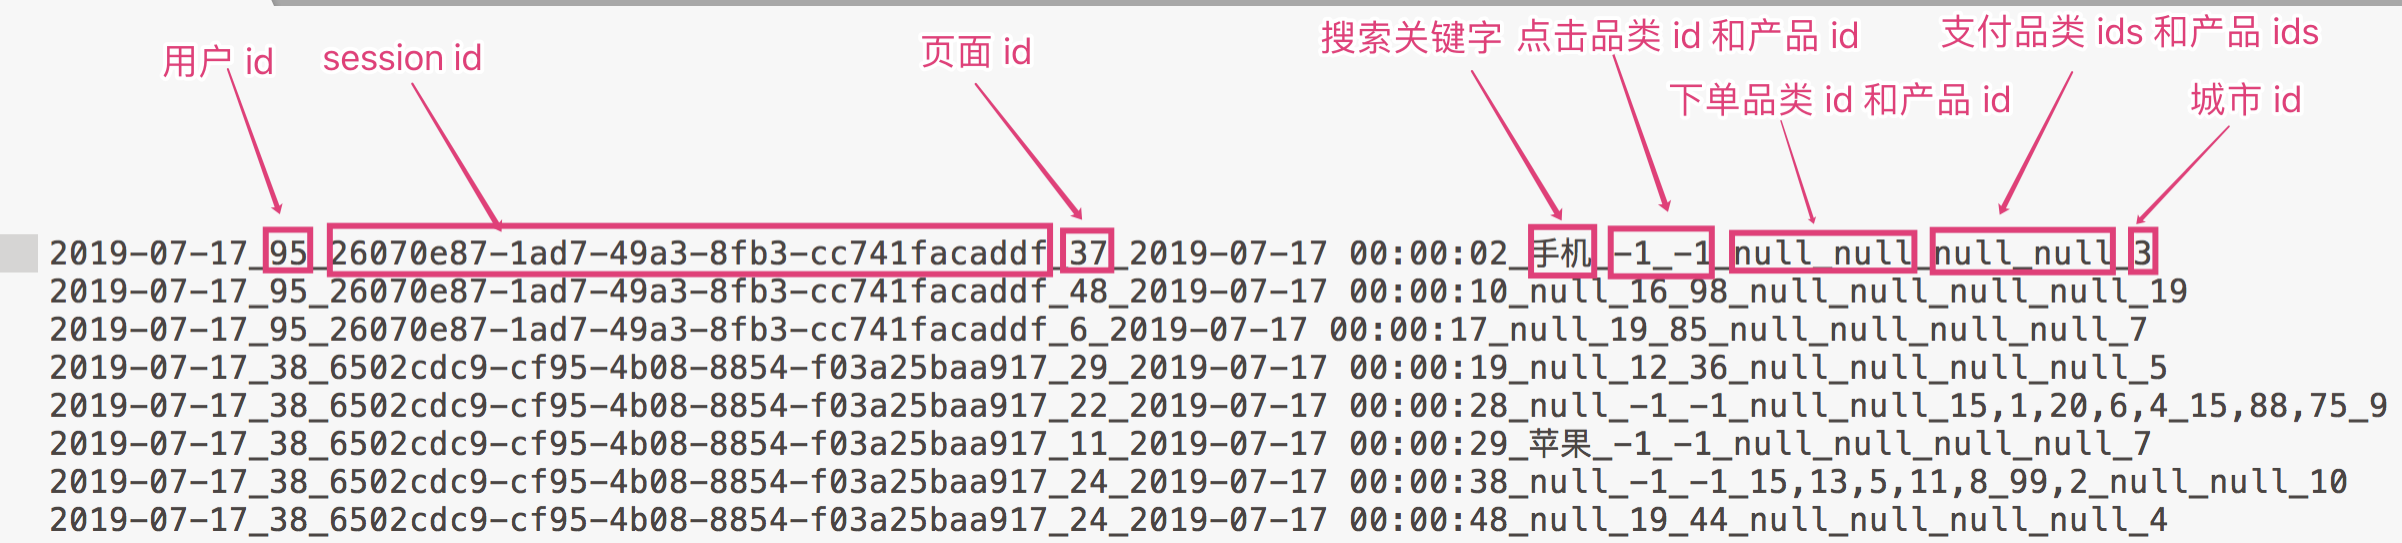 用户 id
session id
页面 id
搜索关键字
点击品类 id 和产品 id
支付品类 ids 和产品 ids
下单品类 id 和产品 id
城市 id
2019-07-17_95_26070e87-1ad7-49a3-8fb3-cc741facaddf_37_2019-07-17 00:00:02_手机_-1_-1_null_null_null_null_3
2019-07-17_95_26070e87-1ad7-49a3-8fb3-cc741facaddf_48_2019-07-17 00:00:10_null_16_98_null_null_null_null_19
2019-07-17_95_26070e87-1ad7-49a3-8fb3-cc741facaddf_6_2019-07-17 00:00:17_null_19_85_null_null_null_null_7
2019-07-17_38_6502cdc9-cf95-4b08-8854-f03a25baa917_29_2019-07-17 00:00:19_null_12_36_null_null_null_null_5
2019-07-17_38_6502cdc9-cf95-4b08-8854-f03a25baa917_22_2019-07-17 00:00:28_null_-1_-1_null_null_15,1,20,6,4_15,88,75_9
2019-07-17_38_6502cdc9-cf95-4b08-8854-f03a25baa917_11_2019-07-17 00:00:29_苹果_-1_-1_null_null_null_null_7
2019-07-17_38_6502cdc9-cf95-4b08-8854-f03a25baa917_24_2019-07-17 00:00:38_null_-1_-1_15,13,5,11,8_99,2_null_null_10
2019-07-17_38_6502cdc9-cf95-4b08-8854-f03a25baa917_24_2019-07-17 00:00:48_null_19_44_null_null_null_null_4